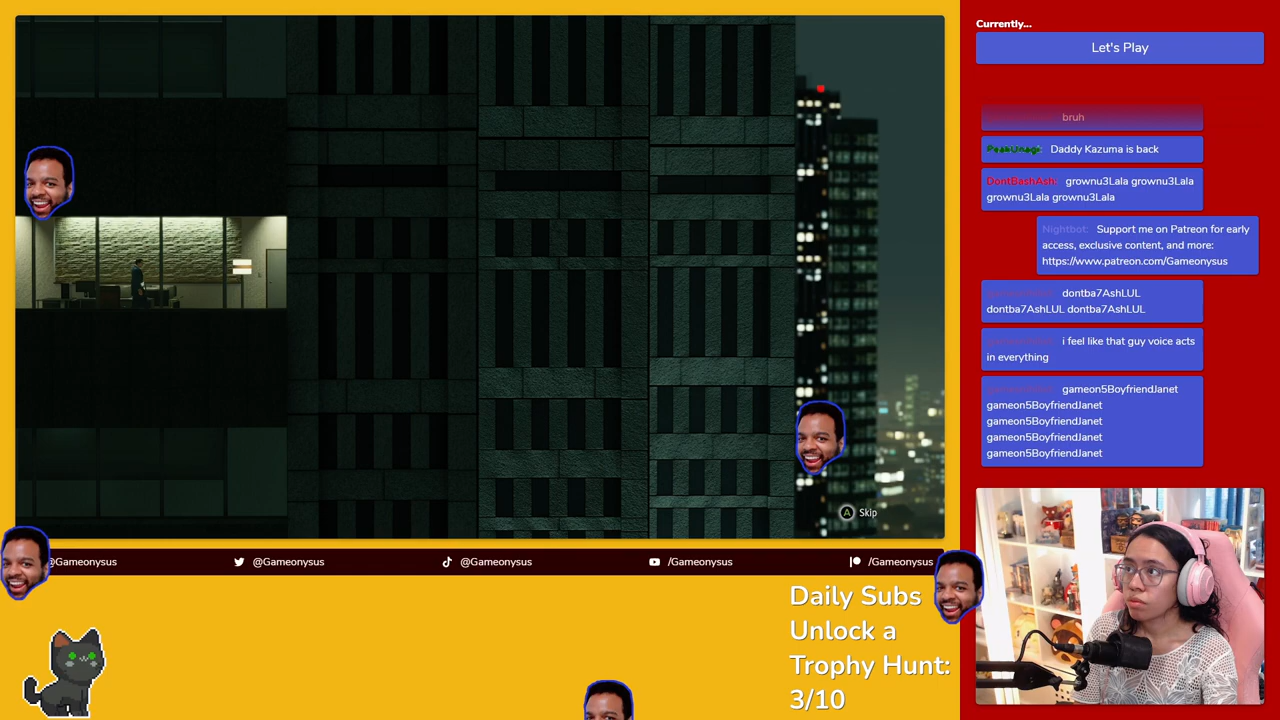 Currently...
Let's Play
bruh
PeakUnagi: Daddy Kazuma is back
DontBashAsh: grownu3Lala grownu3Lala
grownu3Lala grownu3Lala
Nightbot: Support me on Patreon for early
access, exclusive content, and more:
https://www.patreon.com/Gameonysus
dontba7AshLUL
dontba7AshLUL dontba7AshLUL
i feel like that guy voice acts
in everything
gameon5BoyfriendJanet
gameon5BoyfriendJanet
gameon5BoyfriendJanet
gameon5BoyfriendJanet
gameon5BoyfriendJanet
A Skip
@Gameonysus
@Gameonysus
@Gameonysus
/Gameonysus
/Gameonysus
Daily Subs
Unlock a
Trophy Hunt:
3/10